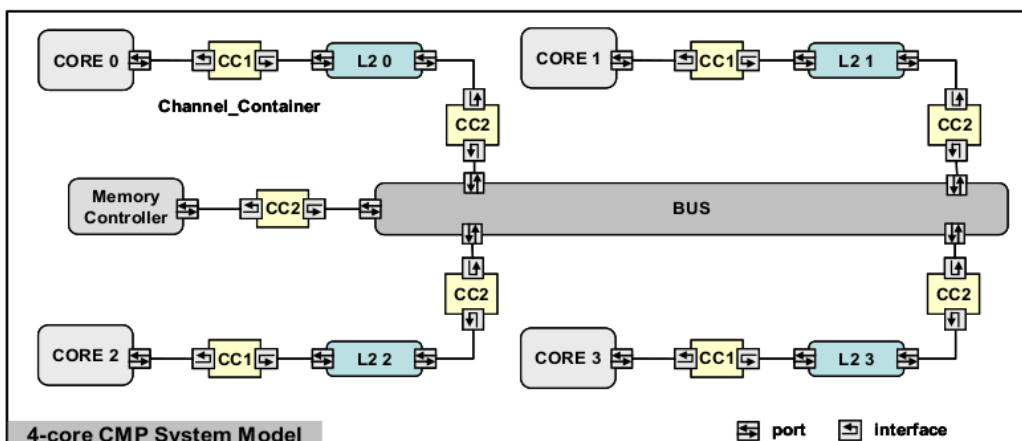 CORE 0
CC1
L2 0
CORE 1
CC1
L2 1
Channel_Container
CC2
CC2
Memory
Controller
CC2
BUS
CC2
CC2
CORE 2
CC1
L2 2
CORE 3
CC1
L2 3
4-core CMP System Model
port
interface